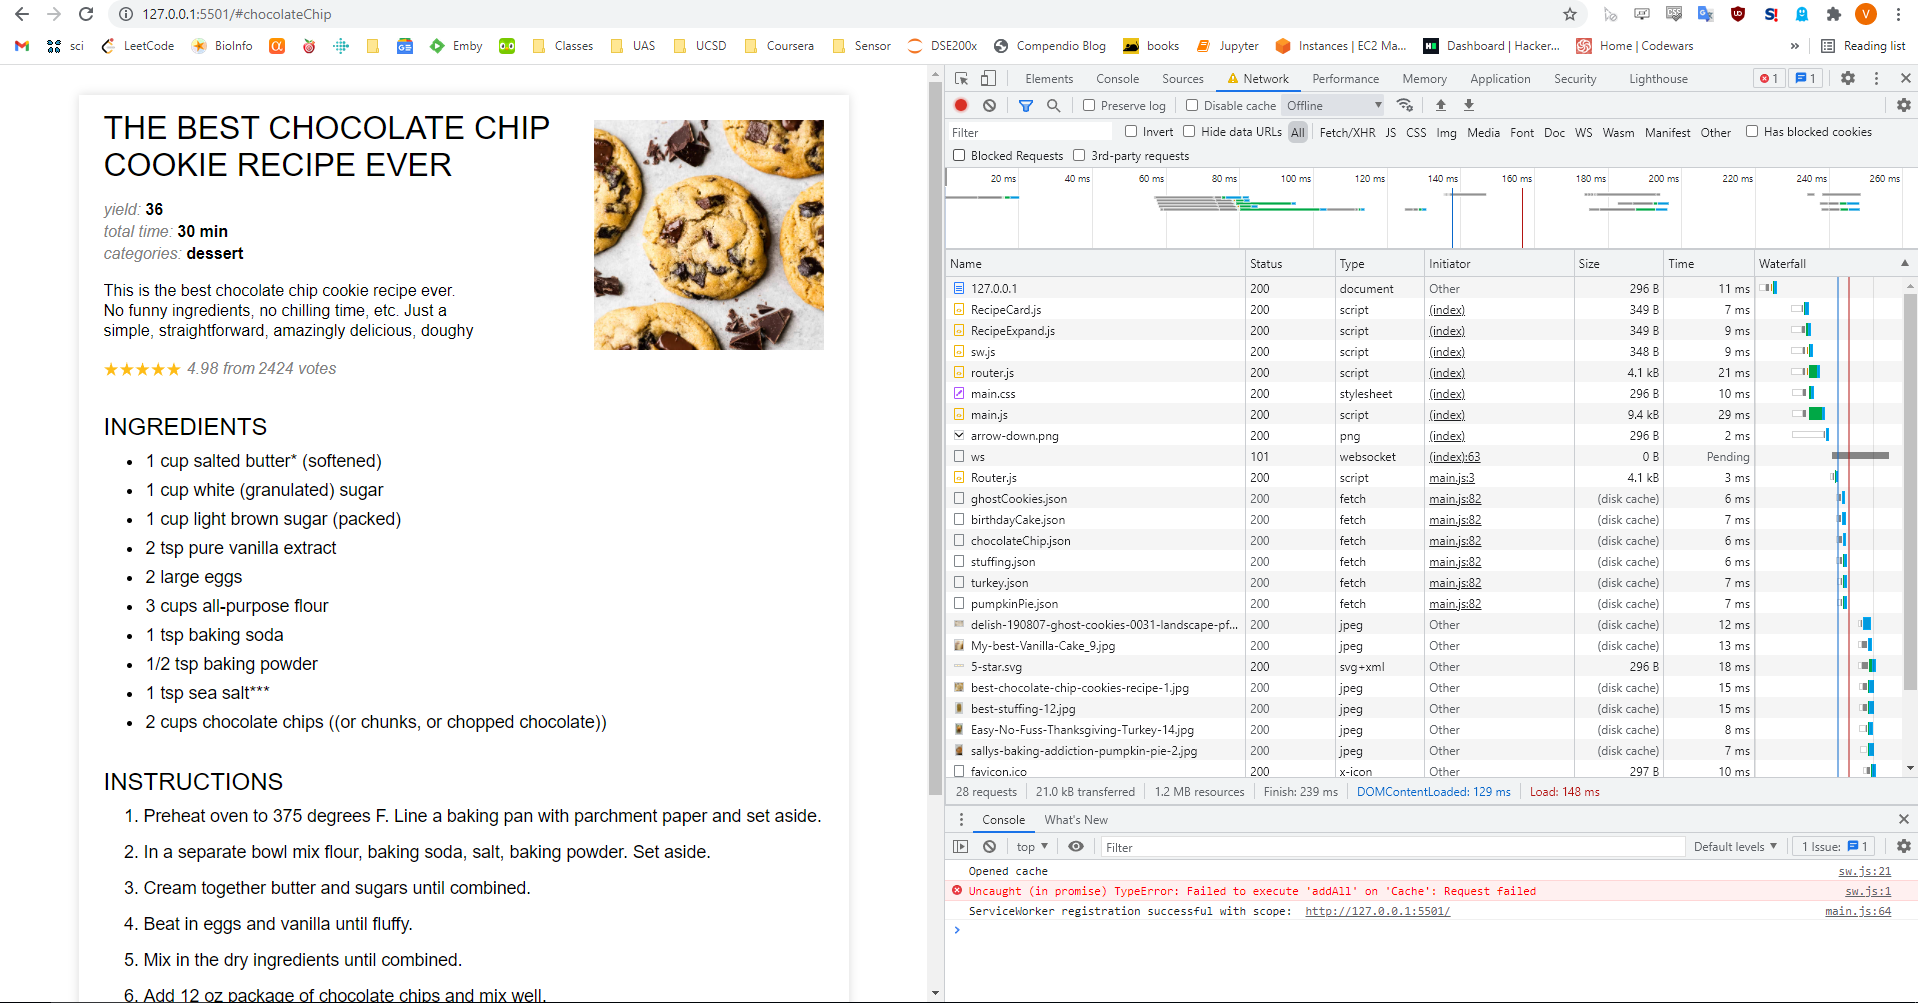 127.0.0.1:5501/#chocolateChip
sci LeetCode BioInfo Emby Classes UAS UCSD Coursera Sensor DSE200x Compendio Blog books Jupyter Instances | EC2 Ma... Dashboard | Hacker... Home | Codewars » Reading list
THE BEST CHOCOLATE CHIP
COOKIE RECIPE EVER
yield: 36
total time: 30 min
categories: dessert
This is the best chocolate chip cookie recipe ever.
No funny ingredients, no chilling time, etc. Just a
simple, straightforward, amazingly delicious, doughy
4.98 from 2424 votes
INGREDIENTS
• 1 cup salted butter* (softened)
• 1 cup white (granulated) sugar
• 1 cup light brown sugar (packed)
• 2 tsp pure vanilla extract
• 2 large eggs
• 3 cups all-purpose flour
• 1 tsp baking soda
• 1/2 tsp baking powder
• 1 tsp sea salt***
• 2 cups chocolate chips ((or chunks, or chopped chocolate))
INSTRUCTIONS
1. Preheat oven to 375 degrees F. Line a baking pan with parchment paper and set aside.
2. In a separate bowl mix flour, baking soda, salt, baking powder. Set aside.
3. Cream together butter and sugars until combined.
4. Beat in eggs and vanilla until fluffy.
5. Mix in the dry ingredients until combined.
6. Add 12 oz package of chocolate chips and mix well.
Elements Console Sources Network Performance Memory Application Security Lighthouse 1 1
Preserve log Disable cache Offline
Filter Invert Hide data URLs All Fetch/XHR JS CSS Img Media Font Doc WS Wasm Manifest Other Has blocked cookies
Blocked Requests 3rd-party requests
20 ms 40 ms 60 ms 80 ms 100 ms 120 ms 140 ms 160 ms 180 ms 200 ms 220 ms 240 ms 260 ms
Name Status Type Initiator Size Time Waterfall
127.0.0.1 200 document Other 296 B 11 ms
RecipeCard.js 200 script (index) 349 B 7 ms
RecipeExpand.js 200 script (index) 349 B 9 ms
sw.js 200 script (index) 348 B 9 ms
router.js 200 script (index) 4.1 kB 21 ms
main.css 200 stylesheet (index) 296 B 10 ms
main.js 200 script (index) 9.4 kB 29 ms
arrow-down.png 200 png (index) 296 B 2 ms
ws 101 websocket (index):63 0 B Pending
Router.js 200 script main.js:3 4.1 kB 3 ms
ghostCookies.json 200 fetch main.js:82 (disk cache) 6 ms
birthdayCake.json 200 fetch main.js:82 (disk cache) 7 ms
chocolateChip.json 200 fetch main.js:82 (disk cache) 6 ms
stuffing.json 200 fetch main.js:82 (disk cache) 6 ms
turkey.json 200 fetch main.js:82 (disk cache) 7 ms
pumpkinPie.json 200 fetch main.js:82 (disk cache) 7 ms
delish-190807-ghost-cookies-0031-landscape-pf... 200 jpeg Other (disk cache) 12 ms
My-best-Vanilla-Cake_9.jpg 200 jpeg Other (disk cache) 13 ms
5-star.svg 200 svg+xml Other 296 B 18 ms
best-chocolate-chip-cookies-recipe-1.jpg 200 jpeg Other (disk cache) 15 ms
best-stuffing-12.jpg 200 jpeg Other (disk cache) 15 ms
Easy-No-Fuss-Thanksgiving-Turkey-14.jpg 200 jpeg Other (disk cache) 8 ms
sallys-baking-addiction-pumpkin-pie-2.jpg 200 jpeg Other (disk cache) 7 ms
favicon.ico 200 x-icon Other 297 B 10 ms
28 requests 21.0 kB transferred 1.2 MB resources Finish: 239 ms DOMContentLoaded: 129 ms Load: 148 ms
Console What's New
top Filter Default levels 1 Issue: 1
Opened cache sw.js:21
Uncaught (in promise) TypeError: Failed to execute 'addAll' on 'Cache': Request failed sw.js:1
ServiceWorker registration successful with scope: http://127.0.0.1:5501/ main.js:64